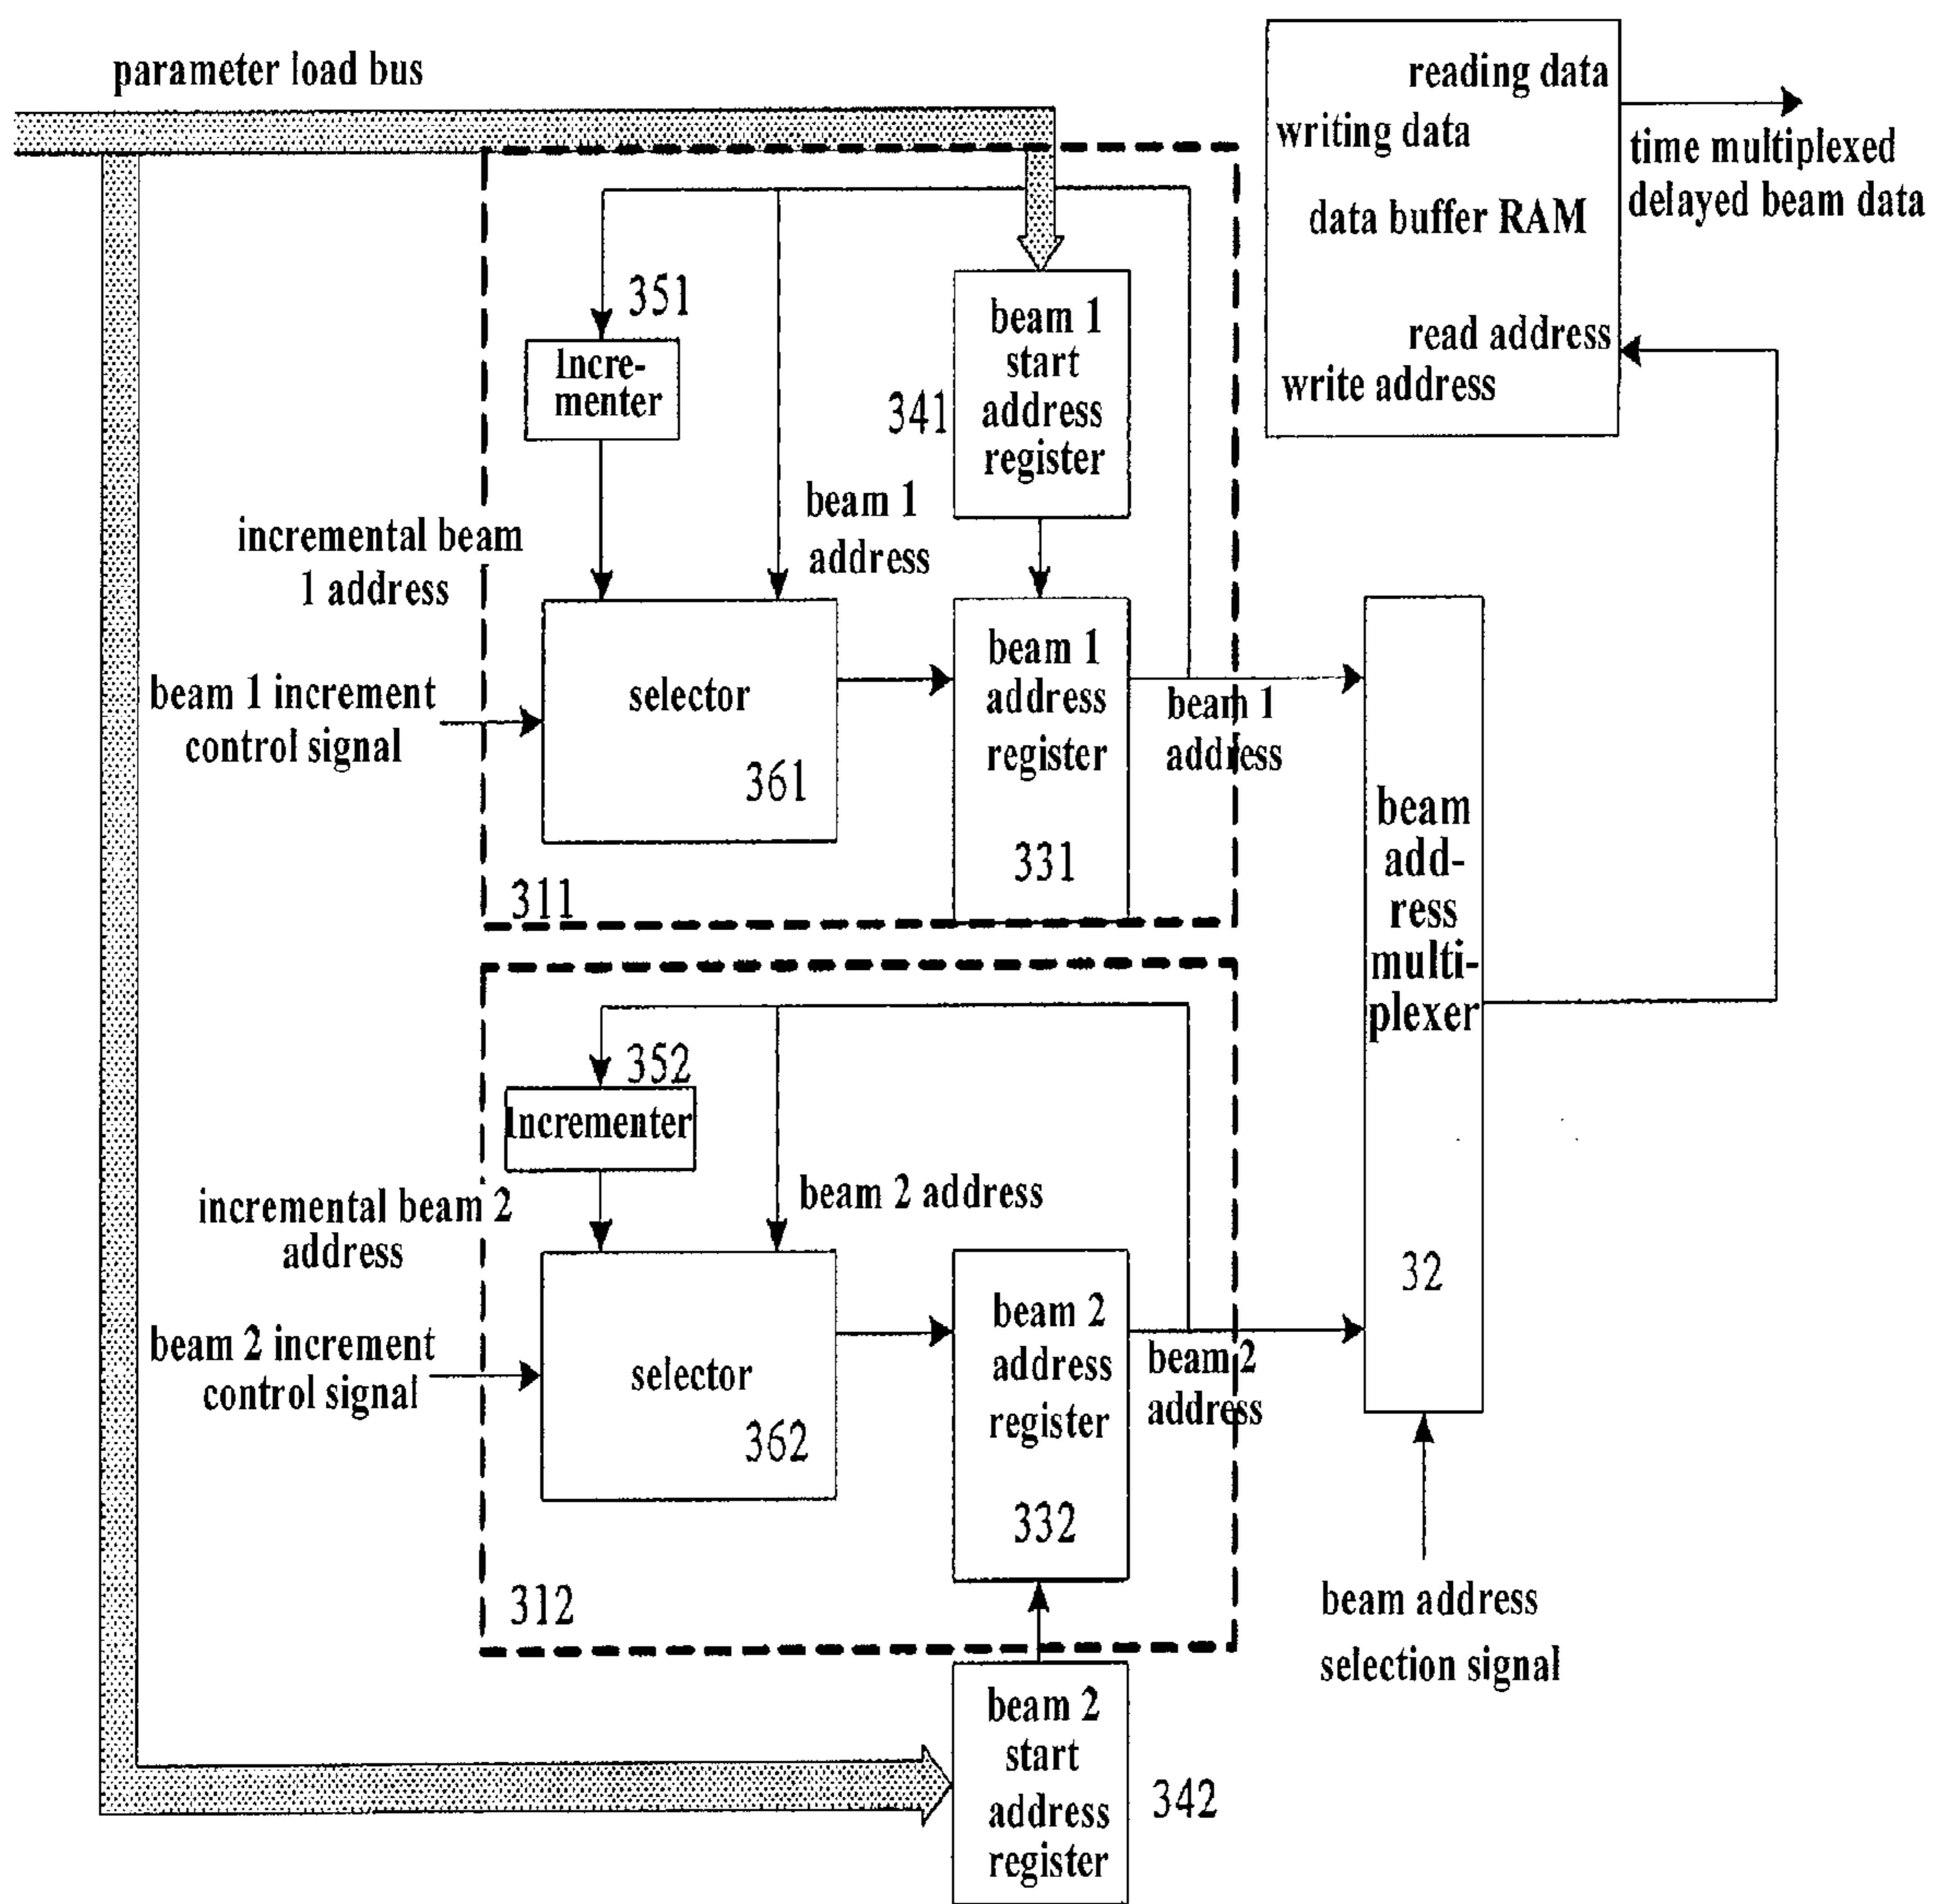 parameter load bus
reading data
writing data
time multiplexed
delayed beam data
data buffer RAM
read address
write address
351
Incre-
menter
beam 1
start
address
register
341
beam 1
address
incremental beam
1 address
beam 1 increment
control signal
selector
361
beam 1
address
register
331
beam 1
address
311
beam
add-
ress
multi-
plexer
32
352
Incrementer
incremental beam 2
address
beam 2 address
beam 2 increment
control signal
selector
362
beam 2
address
register
332
beam 2
address
312
beam address
selection signal
beam 2
start
address
register
342